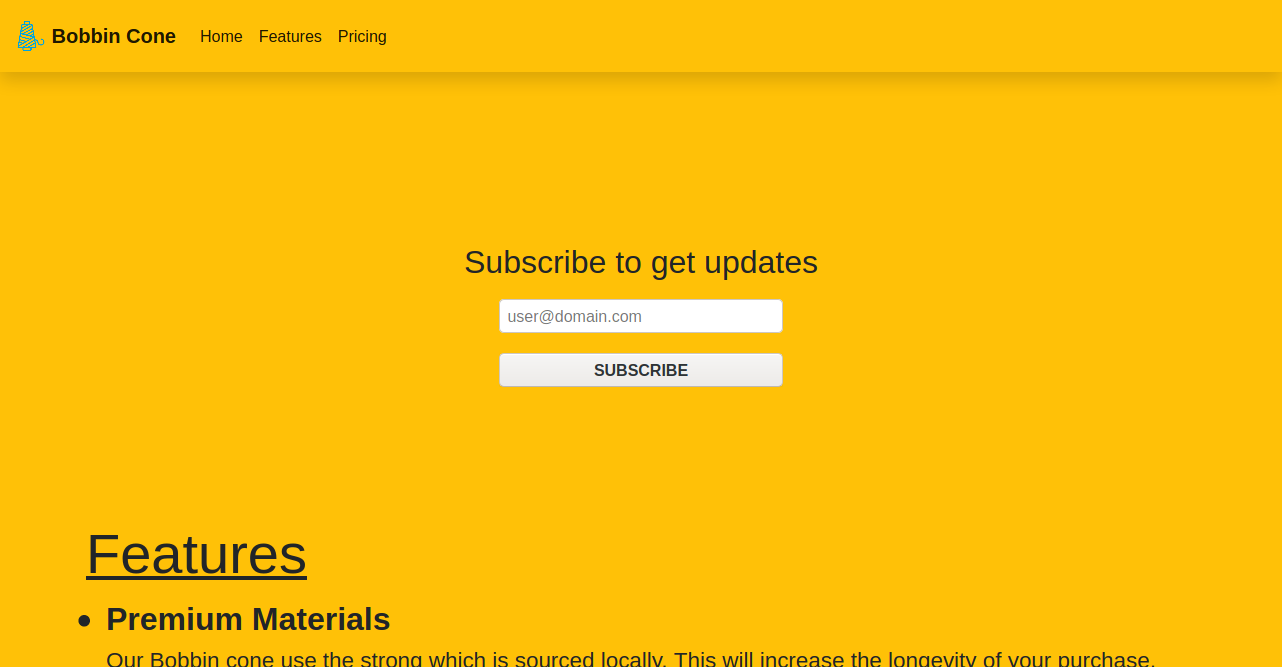 Bobbin Cone Home Features Pricing
Subscribe to get updates
user@domain.com
SUBSCRIBE
Features
Premium Materials
Our Bobbin cone use the strong which is sourced locally. This will increase the longevity of your purchase.